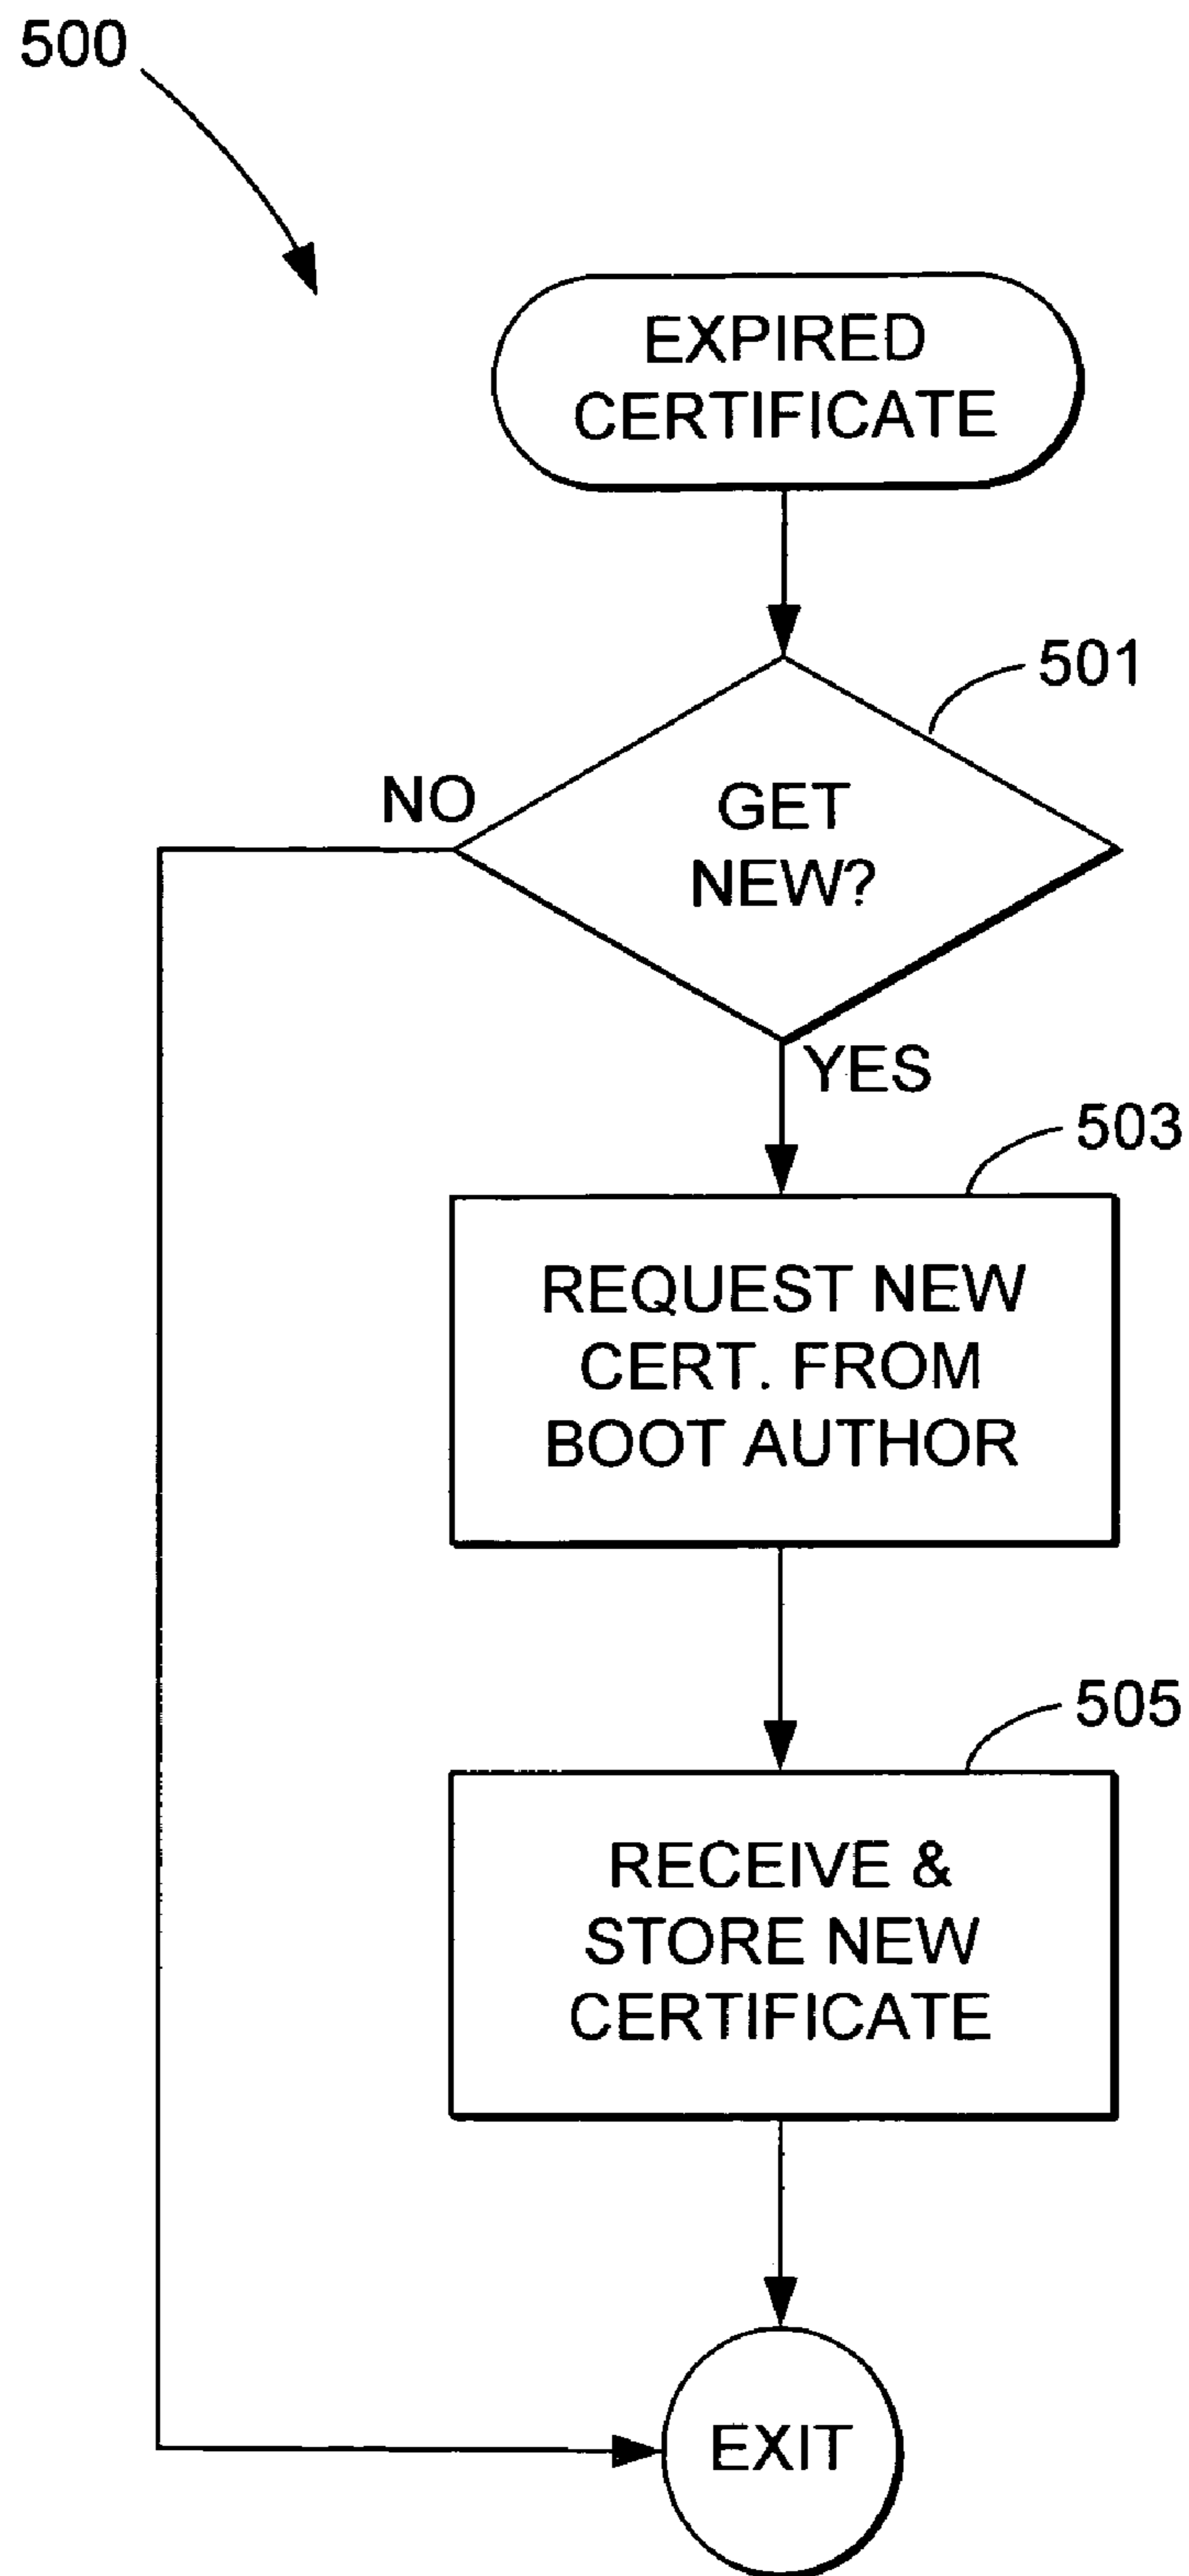 500
EXPIRED
CERTIFICATE
501
NO
GET
NEW?
YES
503
REQUEST NEW
CERT. FROM
BOOT AUTHOR
505
RECEIVE &
STORE NEW
CERTIFICATE
EXIT